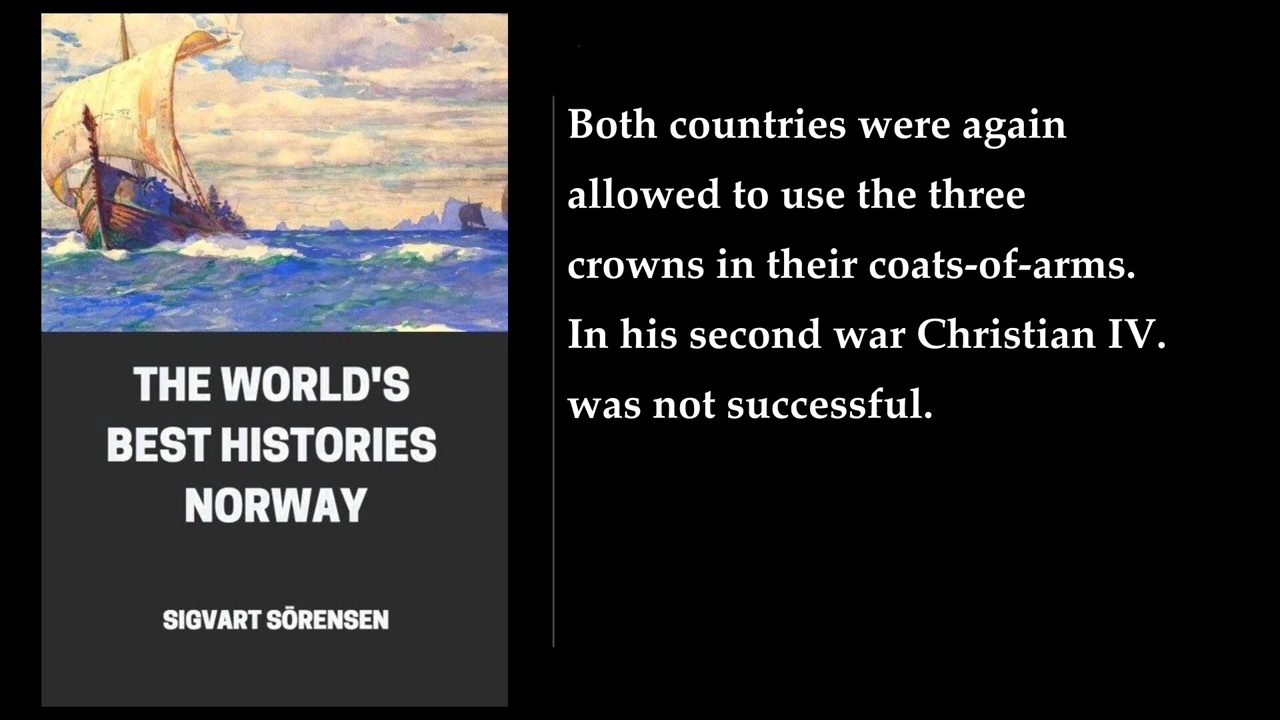 THE WORLD'S
BEST HISTORIES
NORWAY
SIGVART SÖRENSEN
Both countries were again
allowed to use the three
crowns in their coats-of-arms.
In his second war Christian IV.
was not successful.